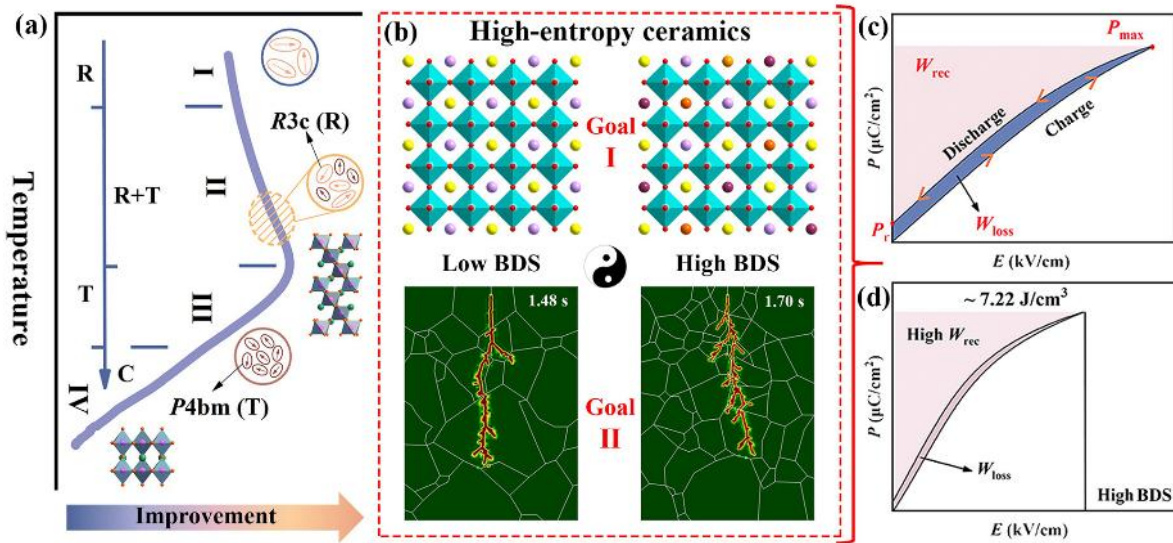 (a)
R
I
R3c (R)
II
R+T
Temperature
T
III
C
IV
P4bm (T)
Improvement
(b)
High-entropy ceramics
Goal
I
Low BDS
High BDS
1.48 s
1.70 s
Goal
II
(c)
Pmax
Wrec
P (μC/cm²)
Discharge
Charge
Pr
Wloss
E (kV/cm)
(d)
~ 7.22 J/cm³
High Wrec
P (μC/cm²)
Wloss
High BDS
E (kV/cm)